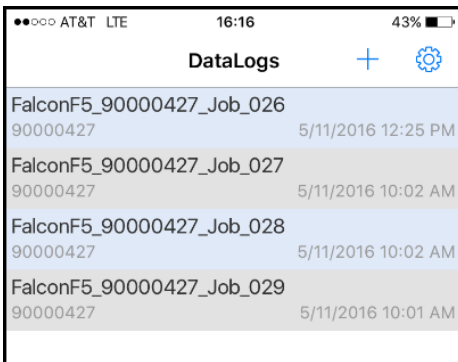 AT&T LTE 16:16 43%
DataLogs
FalconF5_90000427_Job_026
90000427 5/11/2016 12:25 PM
FalconF5_90000427_Job_027
90000427 5/11/2016 10:02 AM
FalconF5_90000427_Job_028
90000427 5/11/2016 10:02 AM
FalconF5_90000427_Job_029
90000427 5/11/2016 10:01 AM